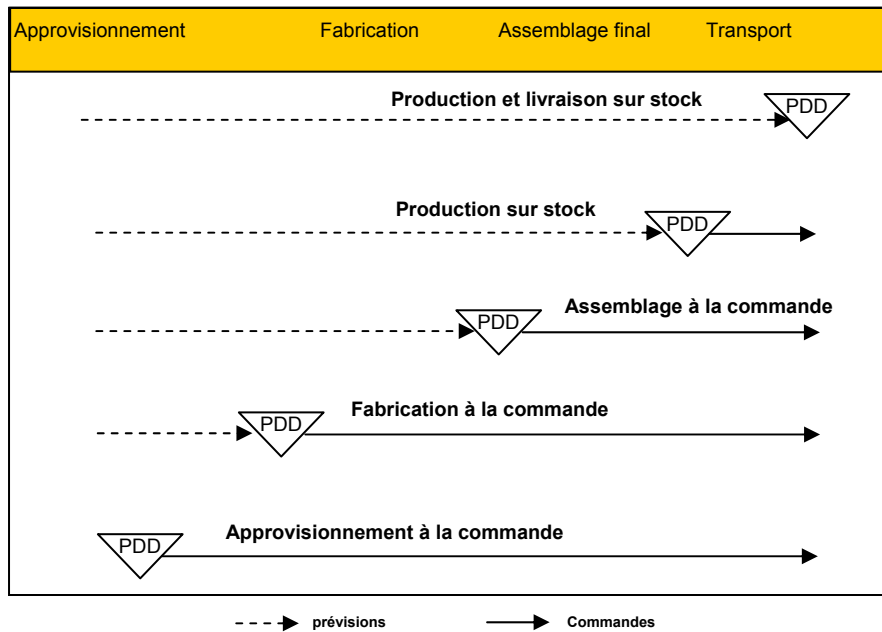 Approvisionnement Fabrication Assemblage final Transport
Production et livraison sur stock
PDD
Production sur stock
PDD
Assemblage à la commande
PDD
Fabrication à la commande
PDD
Approvisionnement à la commande
PDD
prévisions Commandes